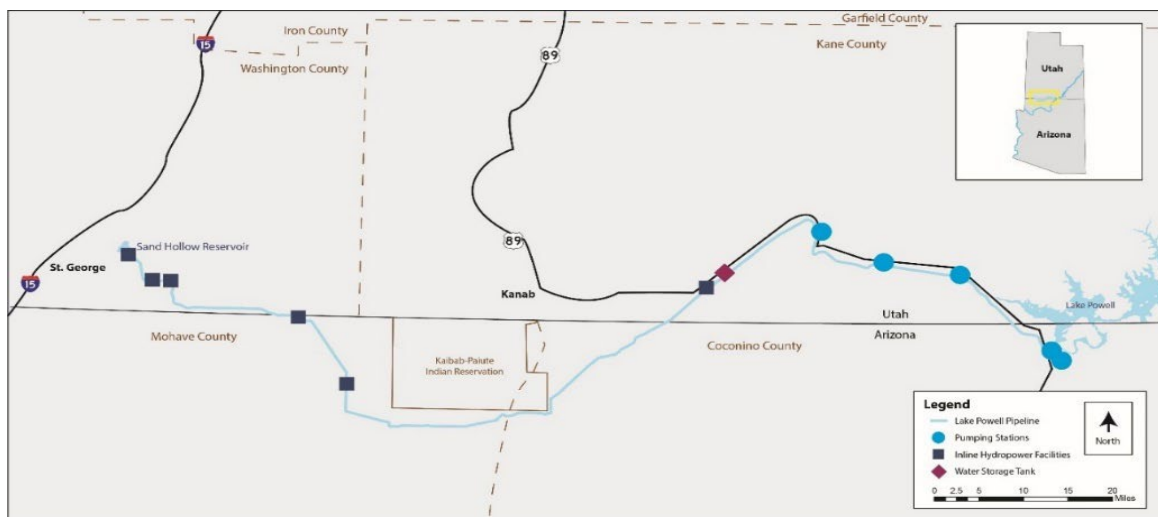 Garfield County
Iron County
15
89
Kane County
Washington County
Utah
Arizona
Sand Hollow Reservoir
St. George
89
15
Kanab
Lake Powell
Utah
Arizona
Mohave County
Coconino County
Kaibab-Paiute
Indian Reservation
Legend
Lake Powell Pipeline
Pumping Stations
Inline Hydropower Facilities
Water Storage Tank
North
0 2.5 5 10 15 20
Miles